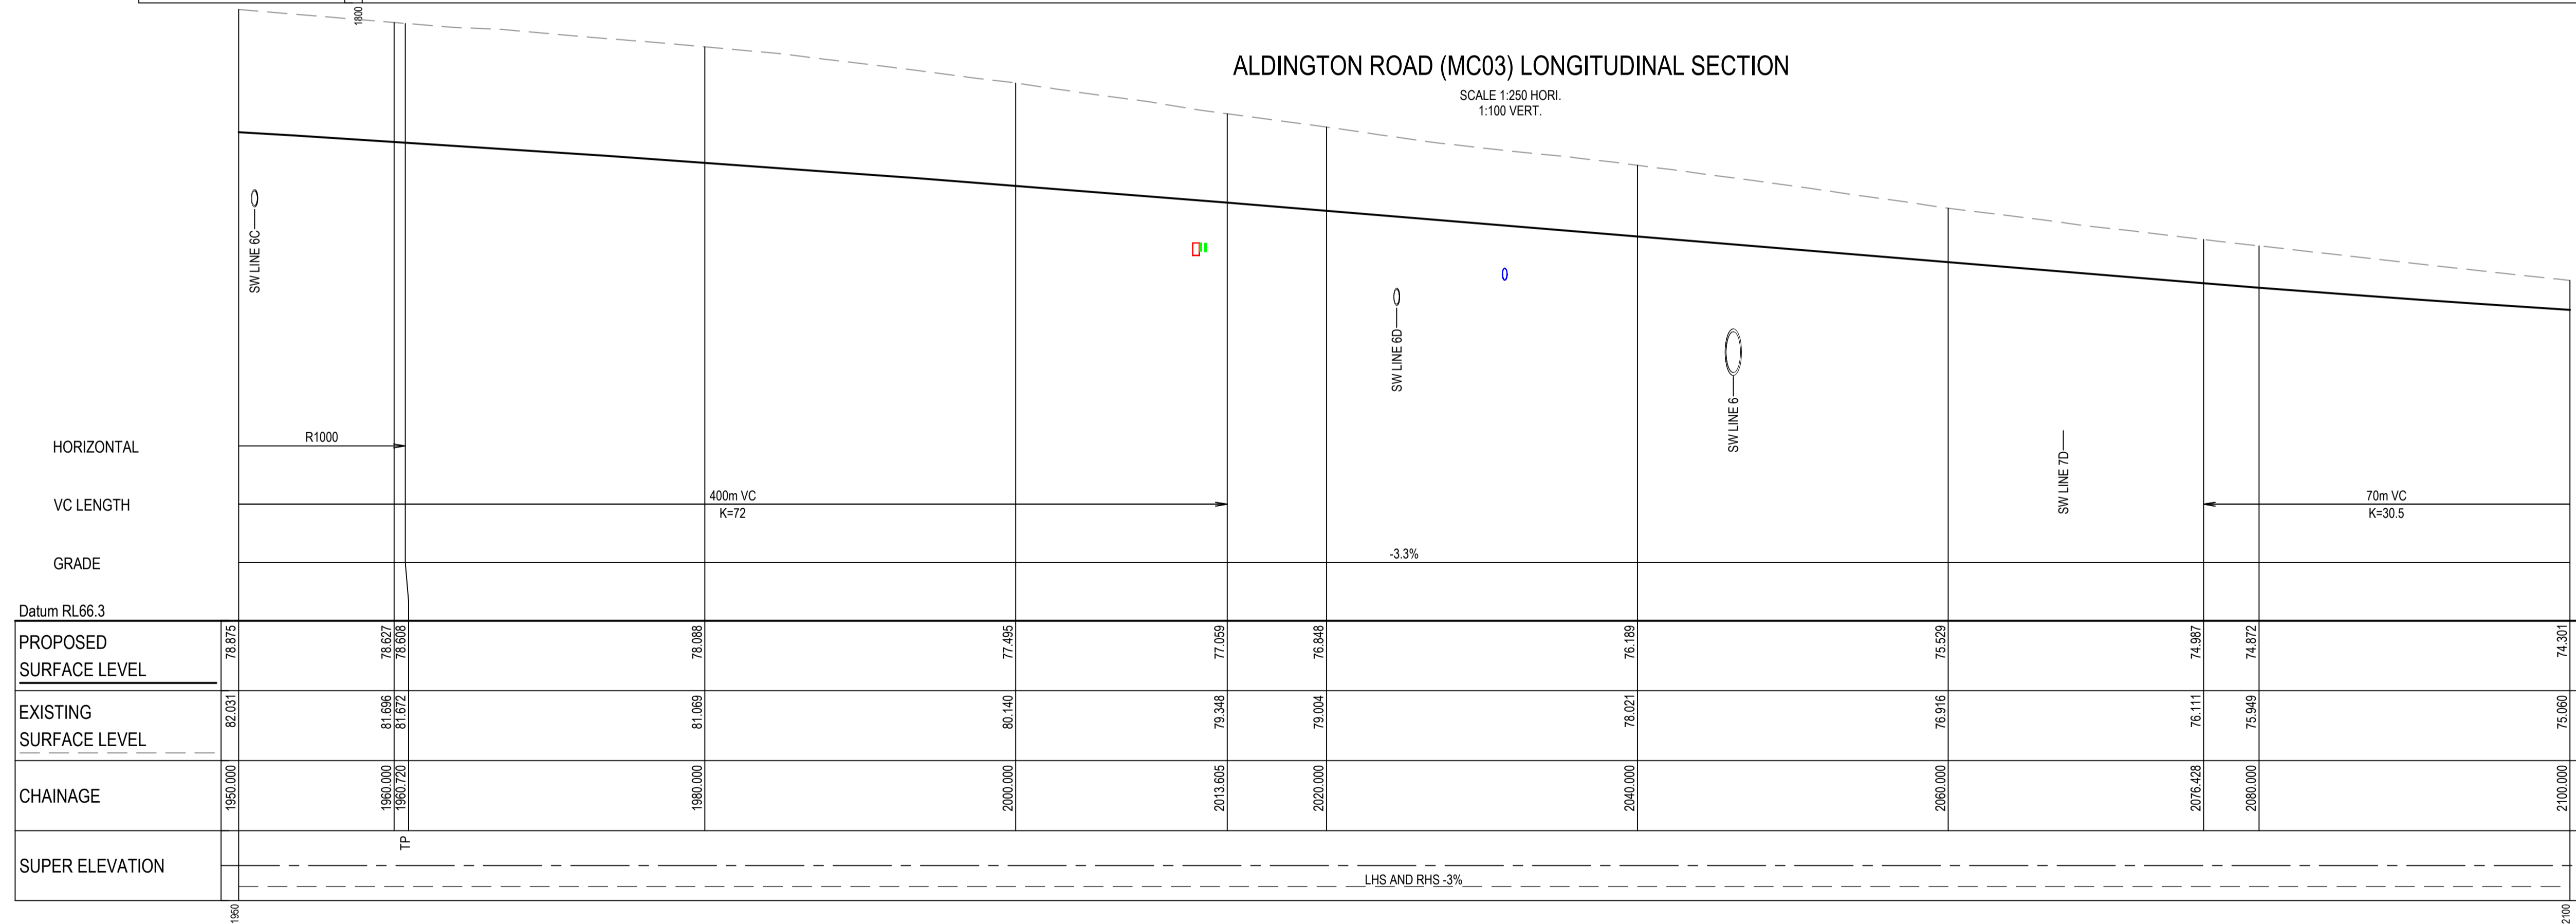 1800
ALDINGTON ROAD (MC03) LONGITUDINAL SECTION
SCALE 1:250 HORI.
1:100 VERT.
SW LINE 6C
SW LINE 6D
SW LINE 6
SW LINE 7D
HORIZONTAL
R1000
VC LENGTH
400m VC
K=72
70m VC
K=30.5
GRADE
-3.3%
Datum RL66.3
PROPOSED
SURFACE LEVEL
78.875
78.627
78.608
78.088
77.495
77.059
76.848
76.189
75.529
74.987
74.872
74.301
EXISTING
SURFACE LEVEL
82.031
81.696
81.672
81.069
80.140
79.348
79.004
78.021
76.916
76.111
75.949
75.060
CHAINAGE
1950.000
1960.000
1960.720
1980.000
2000.000
2013.605
2020.000
2040.000
2060.000
2076.428
2080.000
2100.000
TP
SUPER ELEVATION
LHS AND RHS -3%
1950
2100